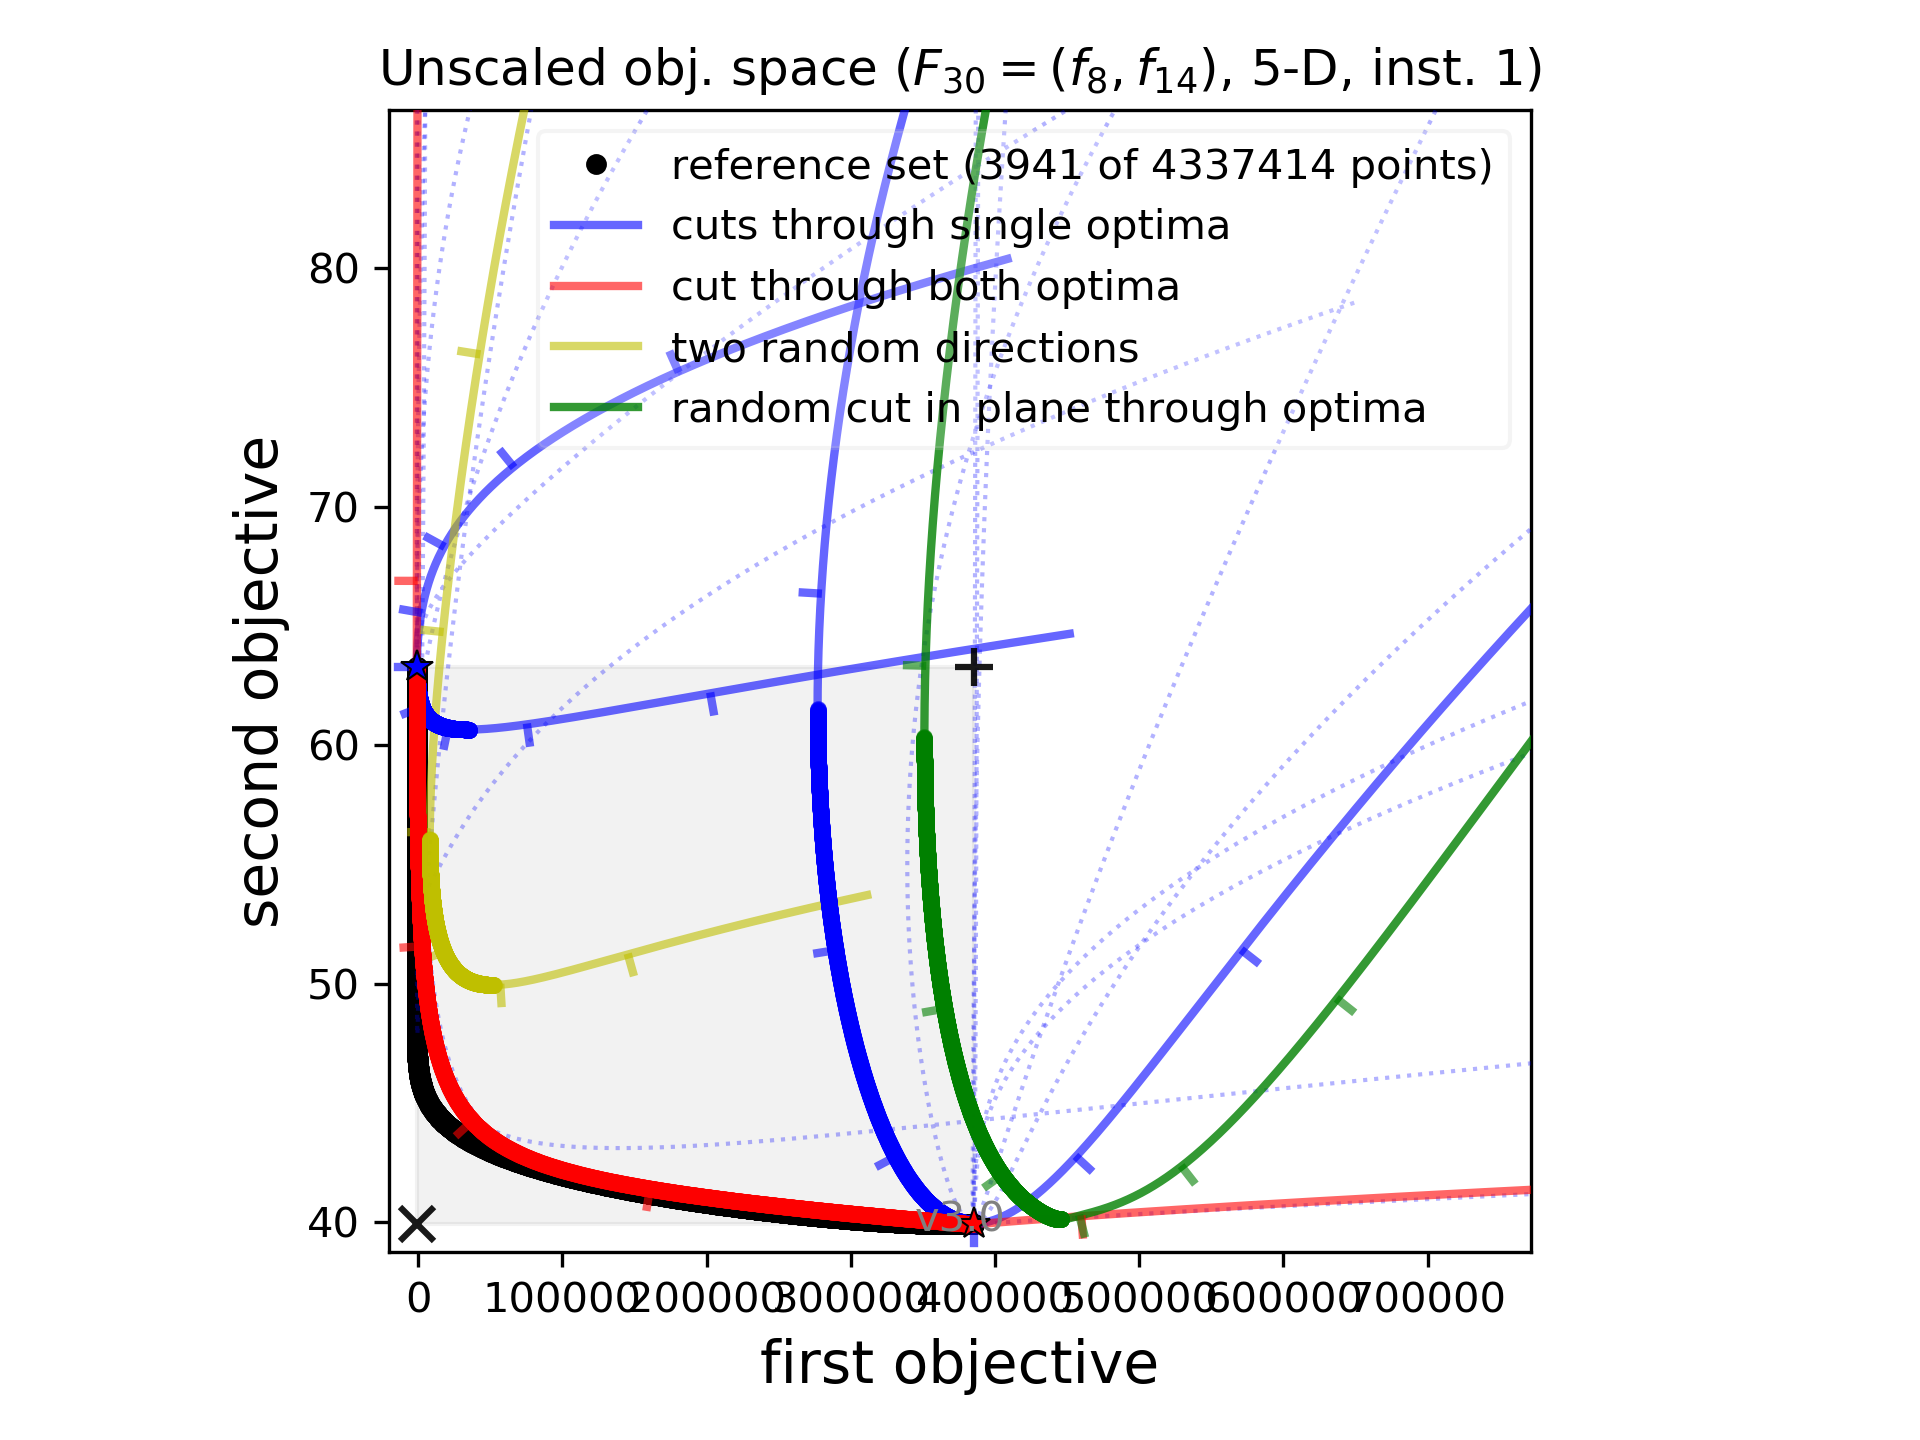 Unscaled obj. space (F₃₀ = (f₈, f₁₄), 5-D, inst. 1)
reference set (3941 of 4337414 points)
cuts through single optima
cut through both optima
two random directions
random cut in plane through optima
second objective
80
70
60
50
40
v3.0
0 100000 200000 300000 400000 500000 600000 700000
first objective